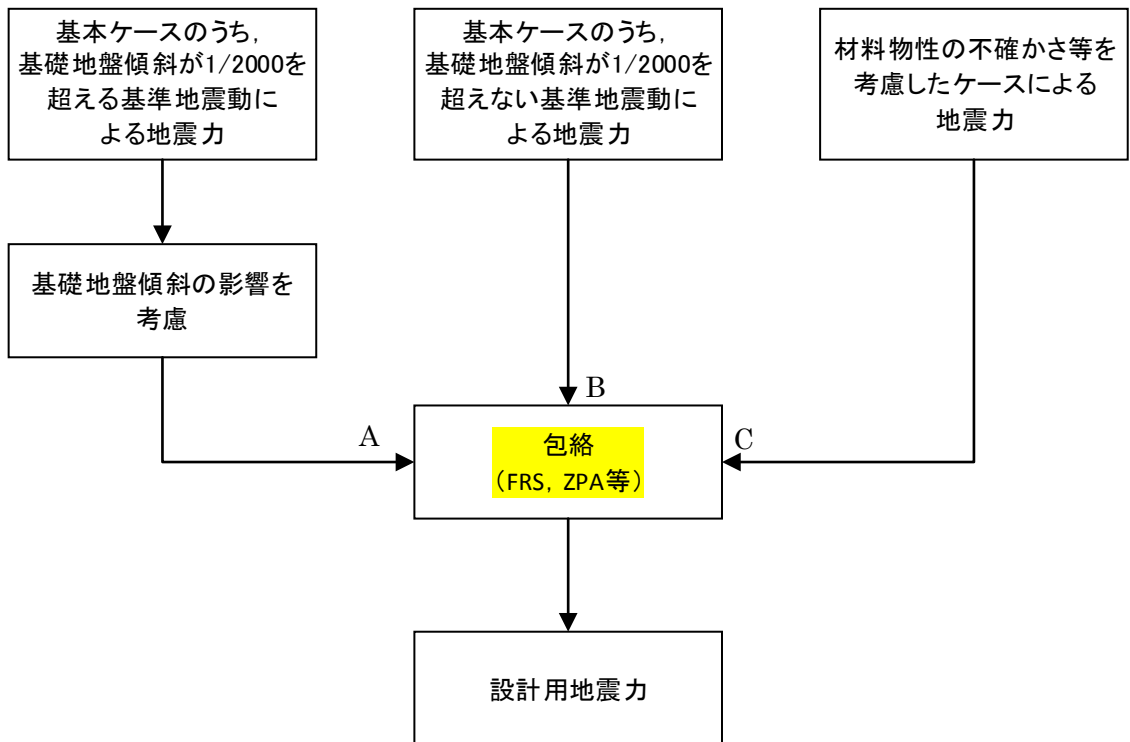 基本ケースのうち,
基礎地盤傾斜が1/2000を
超える基準地震動に
よる地震力
基本ケースのうち,
基礎地盤傾斜が1/2000を
超えない基準地震動に
よる地震力
材料物性の不確かさ等を
考慮したケースによる
地震力
基礎地盤傾斜の影響を
考慮
A
B
C
包絡
(FRS, ZPA等)
設計用地震力